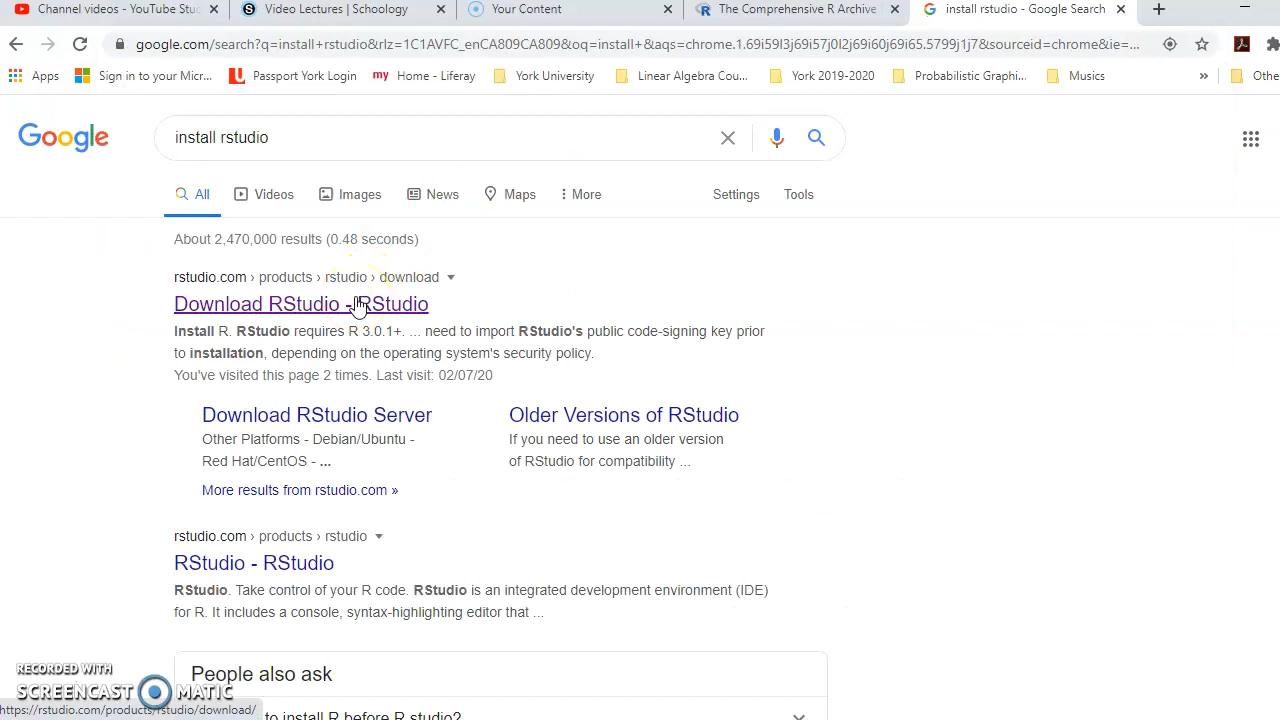 Channel videos - YouTube Stu
Video Lectures | Schoology
Your Content
The Comprehensive R Archive
install rstudio - Google Search
google.com/search?q=install+rstudio&rlz=1C1AVFC_enCA809CA809&oq=install+&aqs=chrome.1.69i59l3j69i57j0l2j69i60j69i65.5799j1j7&sourceid=chrome&ie=...
Apps
Sign in to your Micr...
Passport York Login
my Home - Liferay
York University
Linear Algebra Cou...
York 2019-2020
Probabilistic Graphi...
Musics
»
Othe
Google
install rstudio
All
Videos
Images
News
Maps
More
Settings
Tools
About 2,470,000 results (0.48 seconds)
rstudio.com › products › rstudio › download
Download RStudio - RStudio
Install R. RStudio requires R 3.0.1+. ... need to import RStudio's public code-signing key prior
to installation, depending on the operating system's security policy.
You've visited this page 2 times. Last visit: 02/07/20
Download RStudio Server
Other Platforms - Debian/Ubuntu -
Red Hat/CentOS - ...
Older Versions of RStudio
If you need to use an older version
of RStudio for compatibility ...
More results from rstudio.com »
rstudio.com › products › rstudio
RStudio - RStudio
RStudio. Take control of your R code. RStudio is an integrated development environment (IDE)
for R. It includes a console, syntax-highlighting editor that ...
People also ask
to install R before R studio?
RECORDED WITH
SCREENCAST MATIC
https://rstudio.com/products/rstudio/download/